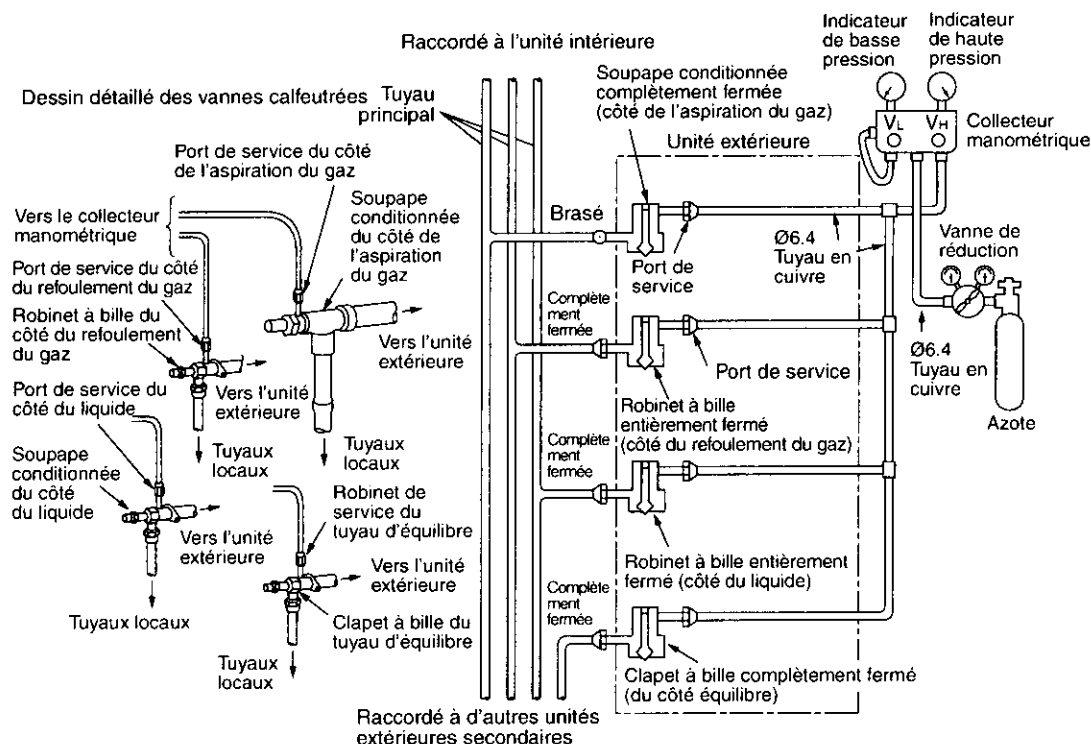 Raccordé à l'unité intérieure
Indicateur
de basse
pression
Indicateur
de haute
pression
Dessin détaillé des vannes calfeutrées
Tuyau
principal
Soupape conditionnée
complètement fermée
(côté de l'aspiration du gaz)
VL
VH
Collecteur
manométrique
Unité extérieure
Port de service du côté
de l'aspiration du gaz
Soupape
conditionnée
du côté de
l'aspiration
du gaz
Vers le collecteur
manométrique
Port de service du côté
du refoulement du gaz
Robinet à bille du
côté du refoulement
du gaz
Vers l'unité
extérieure
Vers l'unité
extérieure
Port de service du
côté du liquide
Tuyaux
locaux
Tuyaux
locaux
Soupape
conditionnée
du côté
du liquide
Vers l'unité
extérieure
Tuyaux locaux
Robinet de
service du
tuyau d'équilibre
Vers l'unité
extérieure
Clapet à bille du
tuyau d'équilibre
Tuyaux
locaux
Brasé
Port de
service
Ø6.4
Tuyau en
cuivre
Vanne de
réduction
Complète
ment
fermée
Port de service
Ø6.4
Tuyau en
cuivre
Azote
Robinet à bille
entièrement fermé
(côté du refoulement du gaz)
Complète
ment
fermée
Robinet à bille entièrement
fermé (côté du liquide)
Complète
ment
fermée
Clapet à bille complètement fermé
(du côté équilibre)
Raccordé à d'autres unités
extérieures secondaires